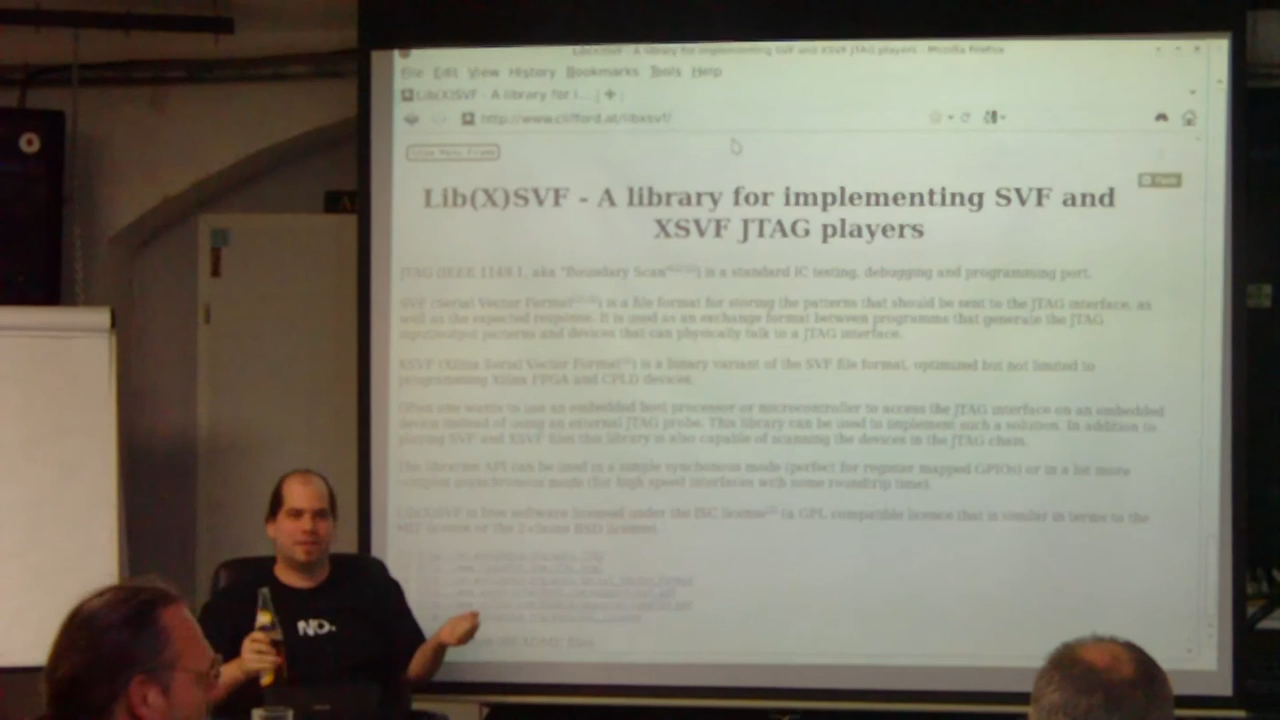 Lib(X)SVF - A library for implementing SVF and XSVF JTAG players - Mozilla Firefox
File Edit View History Bookmarks Tools Help
Lib(X)SVF - A library for i...
http://www.clifford.at/libxsvf/
Show Menu Frame
Lib(X)SVF - A library for implementing SVF and
XSVF JTAG players
JTAG (IEEE 1149.1, aka "Boundary Scan") is a standard IC testing, debugging and programming port.
SVF (Serial Vector Format) is a file format for storing the patterns that should be sent to the JTAG interface, as
well as the expected response. It is used as an exchange format between programms that generate the JTAG
input/output patterns and devices that can physically talk to a JTAG interface.
XSVF (Xilinx Serial Vector Format) is a binary variant of the SVF file format, optimized but not limited to
programming Xilinx FPGA and CPLD devices.
Often one wants to use an embedded host processor or microcontroller to access the JTAG interface on an embedded
device instead of using an external JTAG probe. This library can be used to implement such a solution. In addition to
playing SVF and XSVF files this library is also capable of scanning the devices in the JTAG chain.
The libraries API can be used in a simple synchonous mode (perfect for register mapped GPIOs) or in a bit more
complex asynchronous mode (for high speed interfaces with some roundtrip time).
Lib(X)SVF is free software licensed under the ISC license (a GPL compatible licence that is similar in terms to the
MIT license or the 2-clause BSD license).
NO.